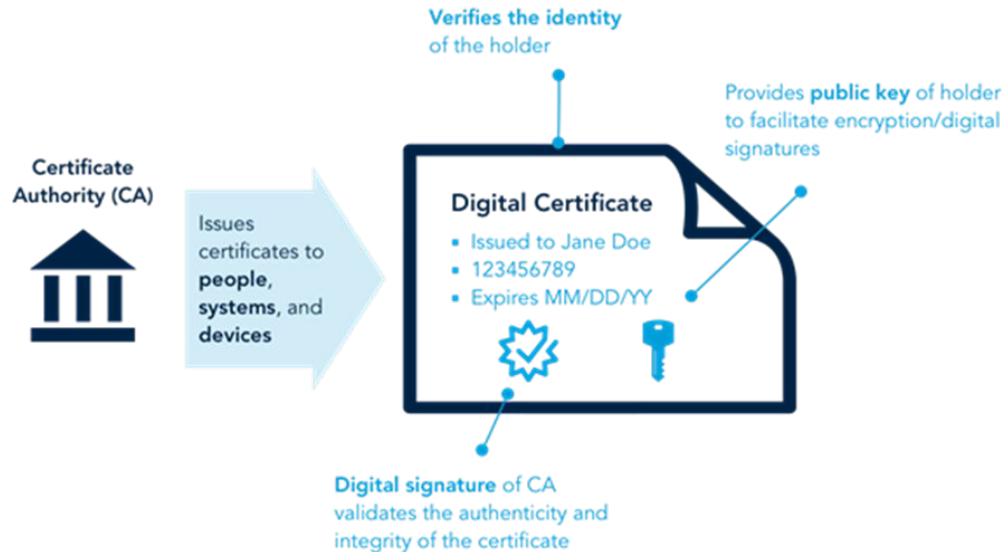 Verifies the identity
of the holder
Provides public key of holder
to facilitate encryption/digital
signatures
Certificate
Authority (CA)
Issues
certificates to
people,
systems, and
devices
Digital Certificate
▪ Issued to Jane Doe
▪ 123456789
▪ Expires MM/DD/YY
Digital signature of CA
validates the authenticity and
integrity of the certificate